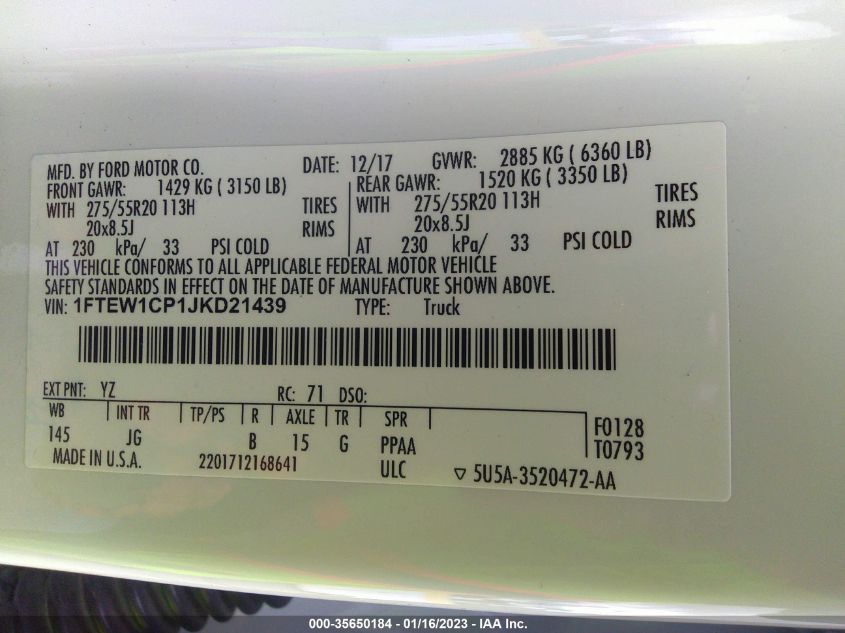 MFD. BY FORD MOTOR CO. DATE: 12/17 GVWR: 2885 KG ( 6360 LB)
FRONT GAWR: 1429 KG ( 3150 LB) REAR GAWR: 1520 KG ( 3350 LB)
WITH 275/55R20 113H TIRES WITH 275/55R20 113H TIRES
20x8.5J RIMS 20x8.5J RIMS
AT 230 kPa/ 33 PSI COLD AT 230 kPa/ 33 PSI COLD
THIS VEHICLE CONFORMS TO ALL APPLICABLE FEDERAL MOTOR VEHICLE
SAFETY STANDARDS IN EFFECT ON THE DATE OF MANUFACTURE SHOWN ABOVE.
VIN: 1FTEW1CP1JKD21439 TYPE: Truck
EXT PNT: YZ RC: 71 DSO:
WB INT TR TP/PS R AXLE TR SPR F0128
145 JG B 15 G PPAA T0793
MADE IN U.S.A. 2201712168641 ULC ▽ 5U5A-3520472-AA
000-35650184 - 01/16/2023 - IAA Inc.